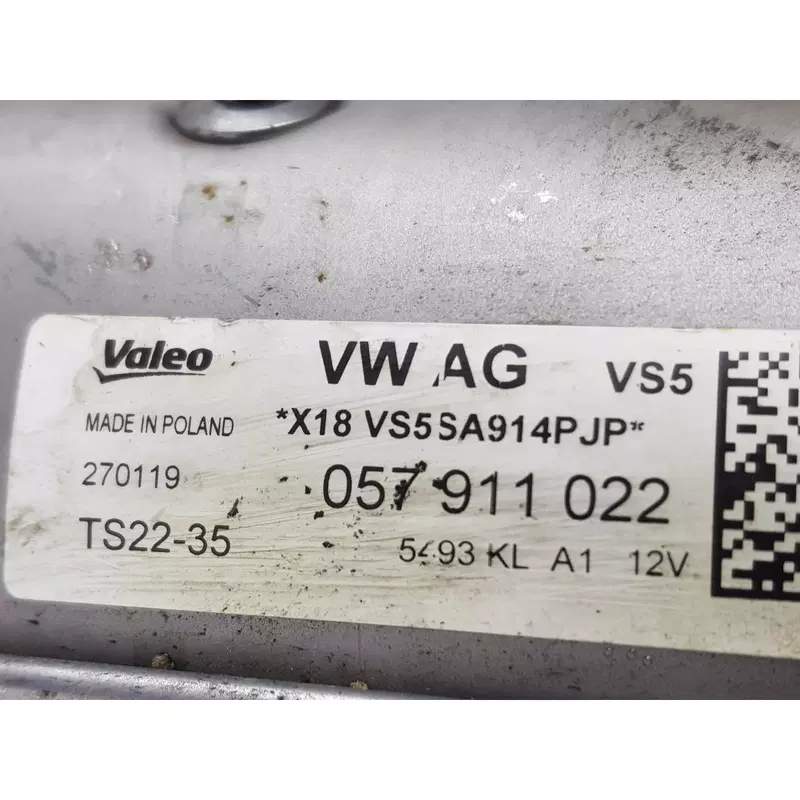 Valeo VW AG VS5
MADE IN POLAND *X18 VS5SA914PJP*
270119 057 911 022
TS22-35 5493 KL A1 12V